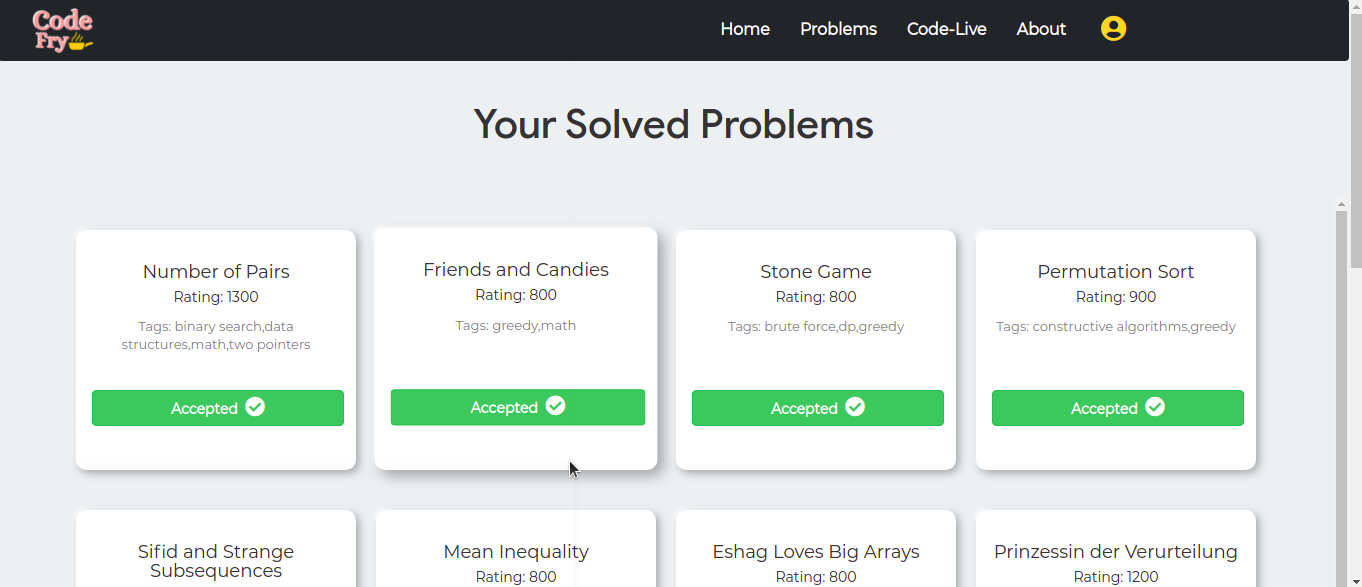 Code
Fry
Home Problems Code-Live About
Your Solved Problems
Number of Pairs
Rating: 1300
Tags: binary search,data
structures,math,two pointers
Accepted
Friends and Candies
Rating: 800
Tags: greedy,math
Accepted
Stone Game
Rating: 800
Tags: brute force,dp,greedy
Accepted
Permutation Sort
Rating: 900
Tags: constructive algorithms,greedy
Accepted
Sifid and Strange
Subsequences
Mean Inequality
Rating: 800
Eshag Loves Big Arrays
Rating: 800
Prinzessin der Verurteilung
Rating: 1200